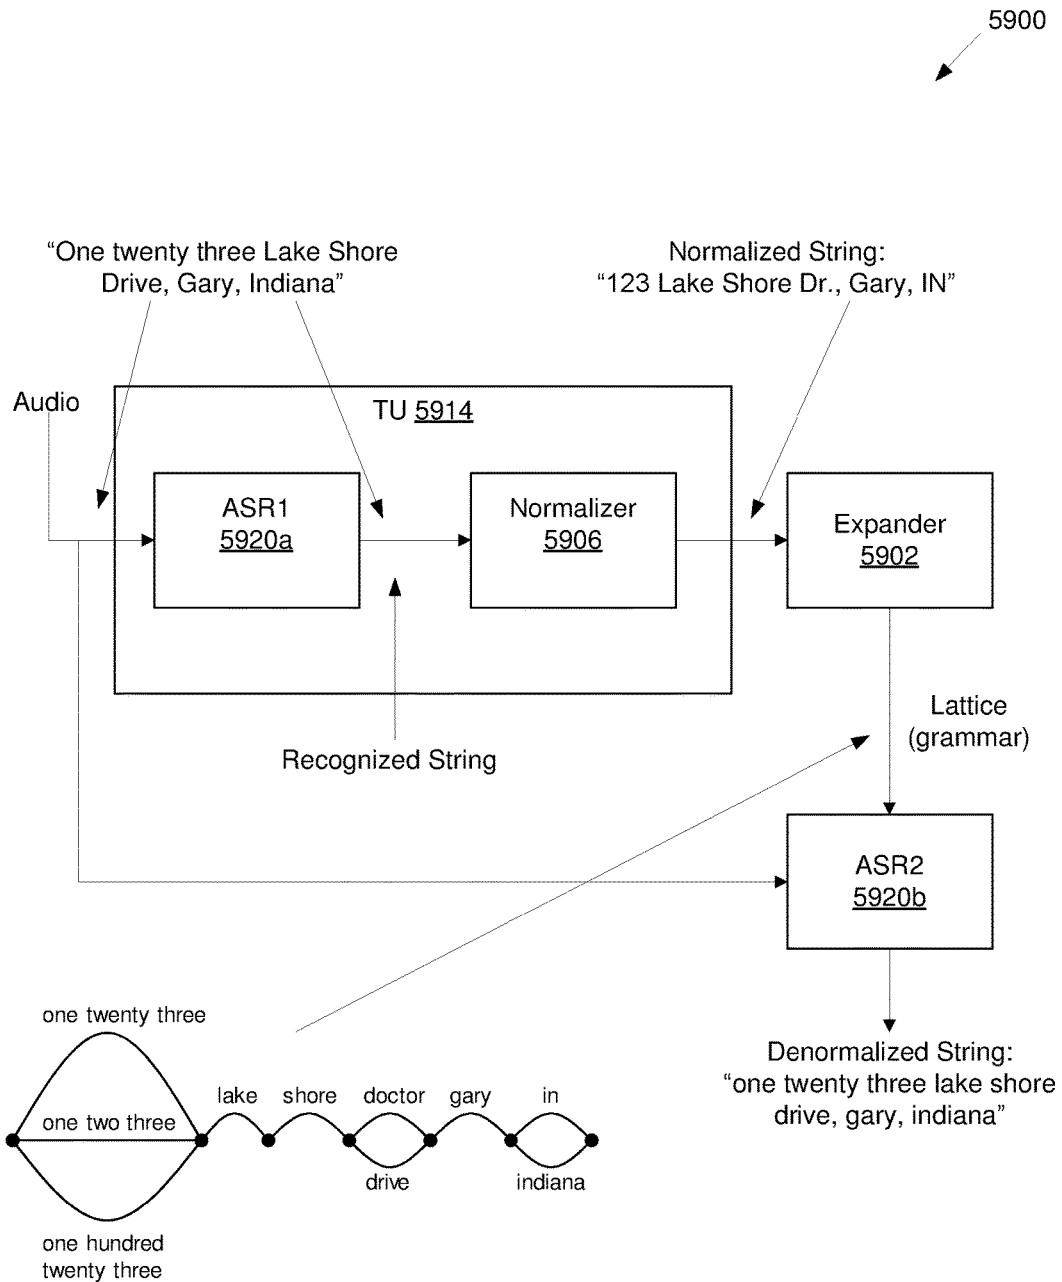 5900
“One twenty three Lake Shore
Drive, Gary, Indiana”
Normalized String:
“123 Lake Shore Dr., Gary, IN”
Audio
TU 5914
ASR1
5920a
Normalizer
5906
Expander
5902
Recognized String
Lattice
(grammar)
ASR2
5920b
Denormalized String:
“one twenty three lake shore
drive, gary, indiana”
one twenty three
one two three
one hundred
twenty three
lake
shore
doctor
drive
gary
in
indiana